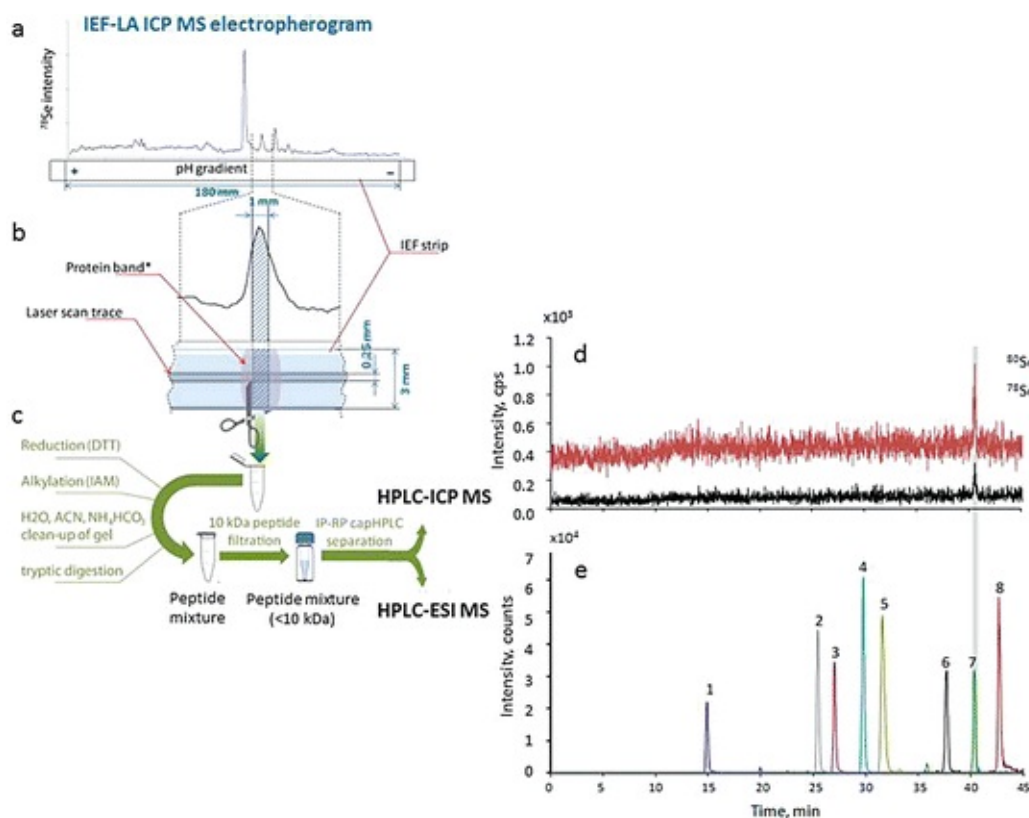 a
IEF-LA ICP MS electropherogram
⁷⁸Se intensity
+
pH gradient
–
180 mm
1 mm
b
Protein band*
IEF strip
Laser scan trace
0.25 mm
3 mm
c
Reduction (DTT)
Alkylation (IAM)
H2O, ACN, NH₄HCO₃
clean-up of gel
tryptic digestion
10 kDa peptide
filtration
IP-RP capHPLC
separation
HPLC-ICP MS
HPLC-ESI MS
Peptide
mixture
Peptide mixture
(<10 kDa)
x10³
d
1.2
1.0
0.8
0.6
0.4
0.2
0.0
Intensity, cps
⁸⁰Se
⁷⁸Se
x10⁴
e
7
6
5
4
3
2
1
0
Intensity, counts
1
2
3
4
5
6
7
8
0
5
10
15
20
25
30
35
40
45
Time, min